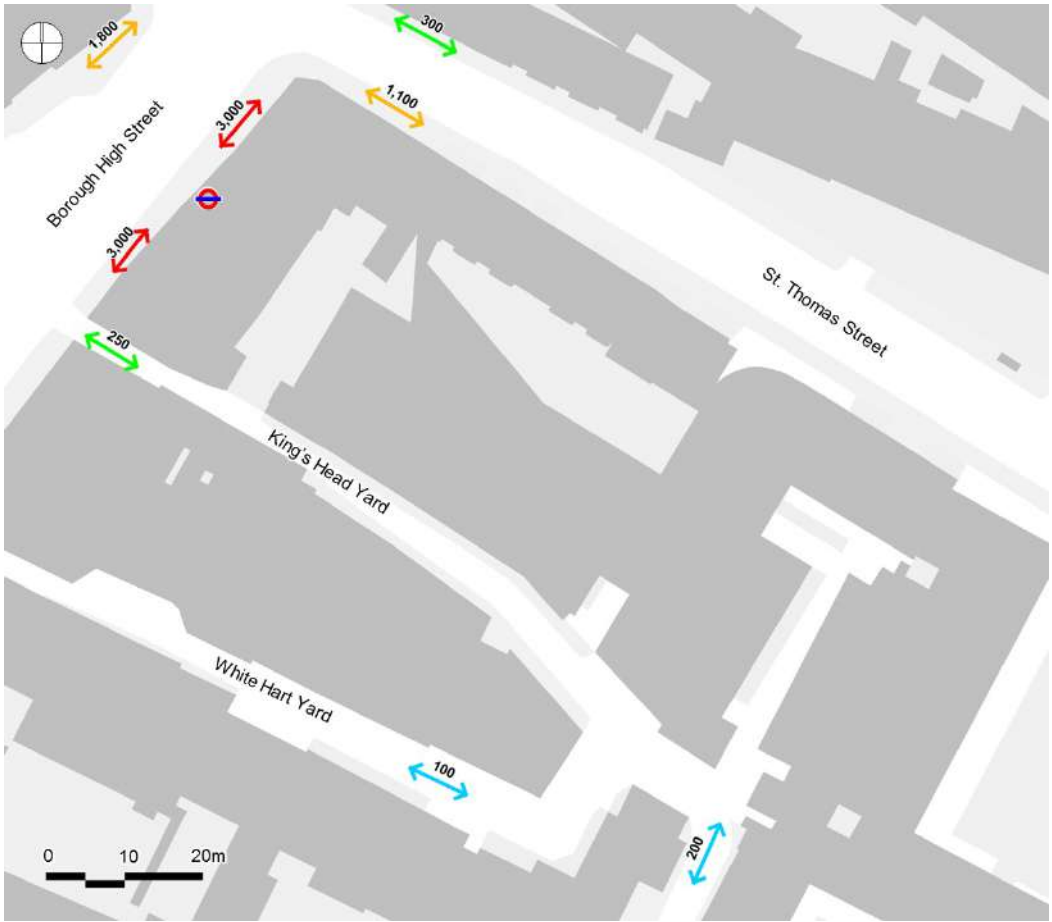 1,800
300
1,100
3,000
Borough High Street
3,000
St. Thomas Street
250
King's Head Yard
White Hart Yard
100
200
0 10 20m